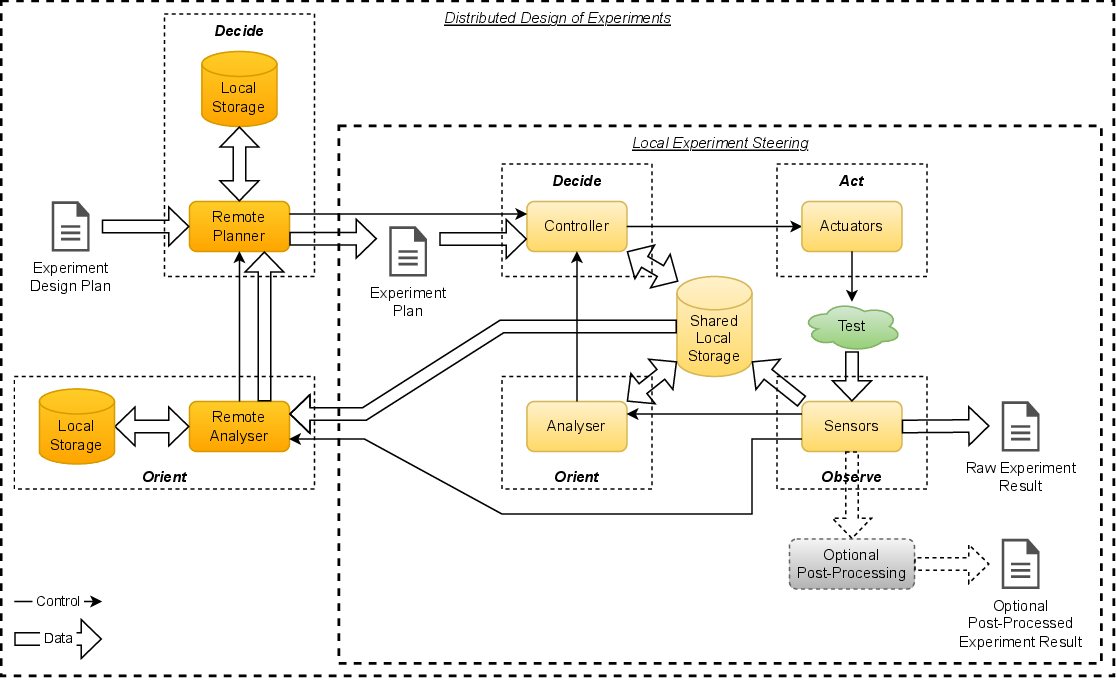 Distributed Design of Experiments
Decide
Local
Storage
Local Experiment Steering
Decide
Act
Remote
Planner
Controller
Actuators
Experiment
Design Plan
Experiment
Plan
Shared
Local
Storage
Test
Local
Storage
Remote
Analyser
Analyser
Sensors
Orient
Orient
Observe
Raw Experiment
Result
Optional
Post-Processing
Control
Data
Optional
Post-Processed
Experiment Result